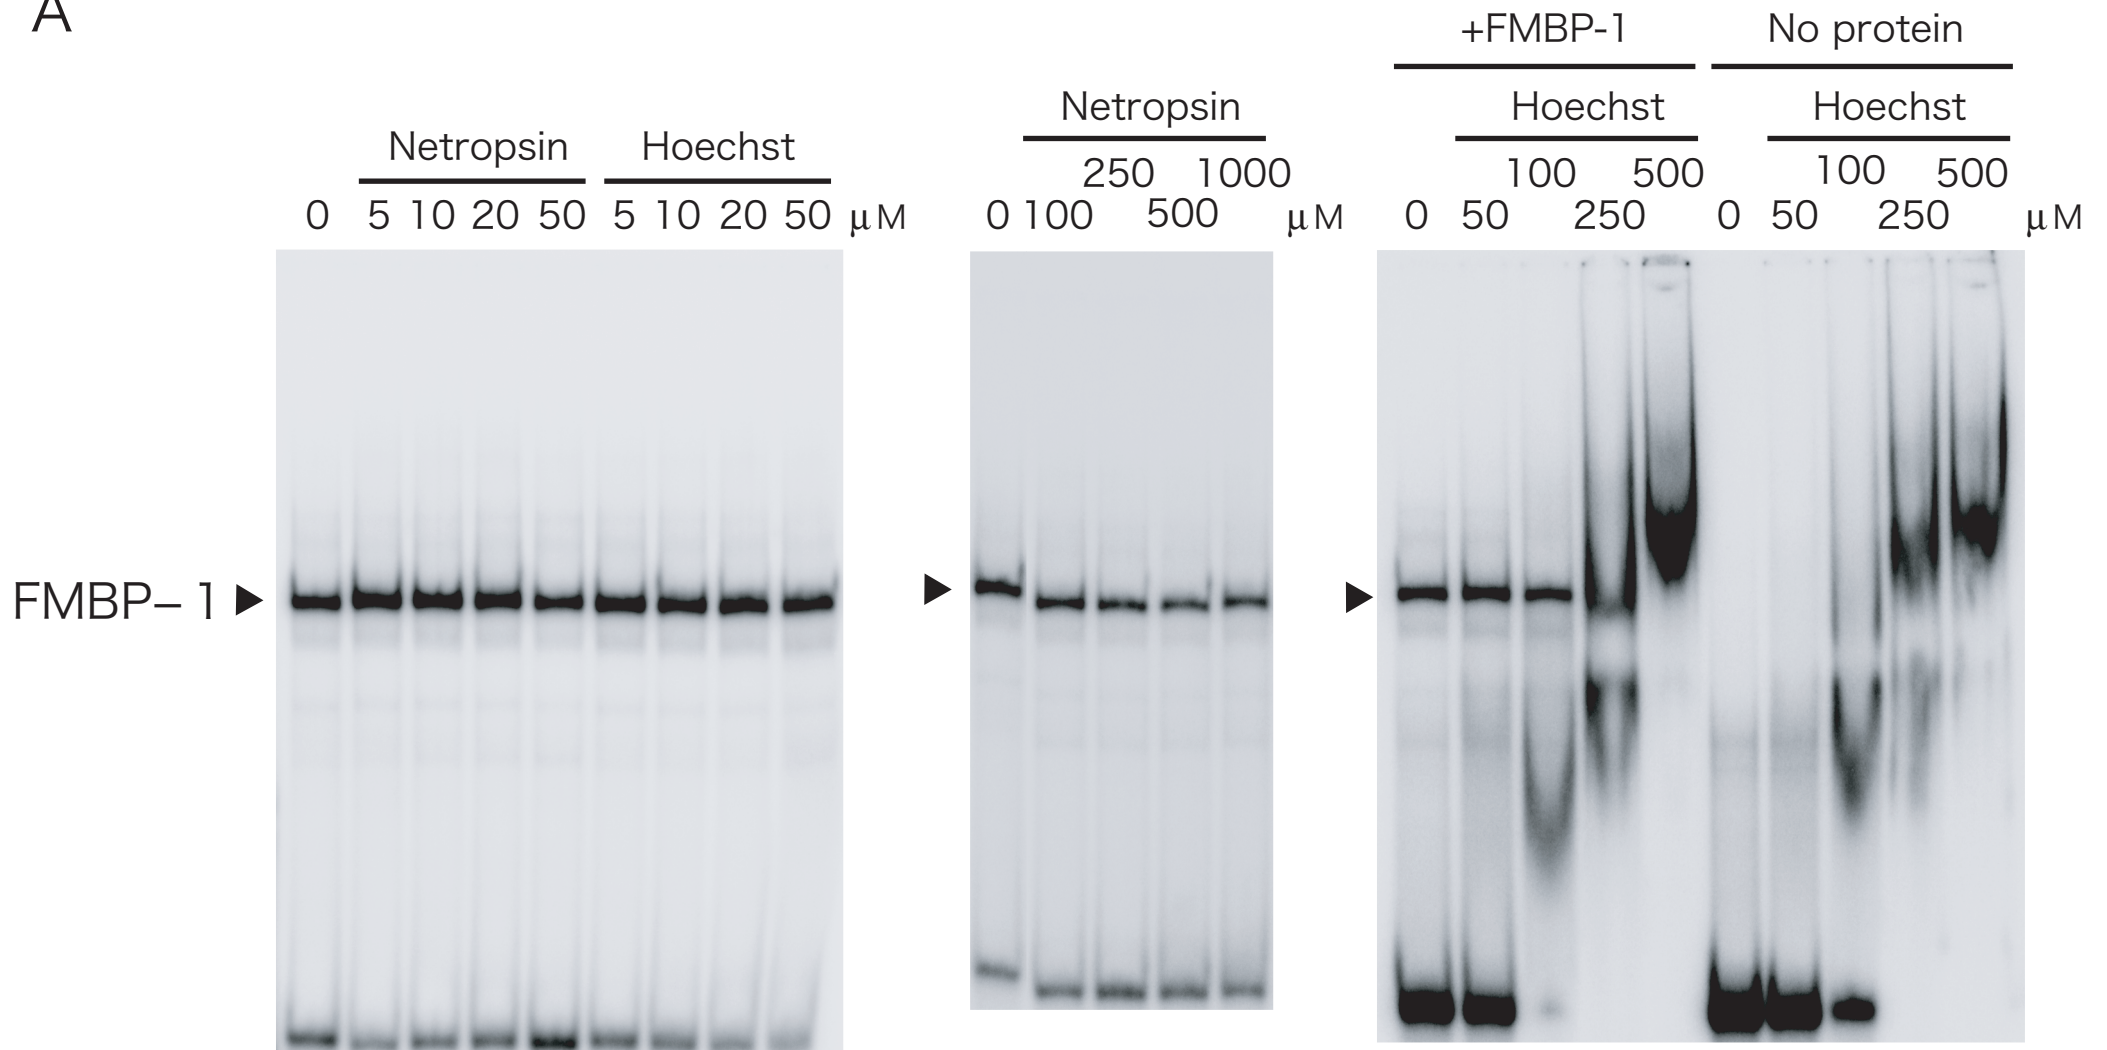 A
+FMBP-1 No protein
Netropsin Hoechst Hoechst
Netropsin Hoechst
250 1000
100 500 100 500
0 5 10 20 50 5 10 20 50 μM
0 100 500 μM
0 50 250 0 50 250 μM
FMBP-1